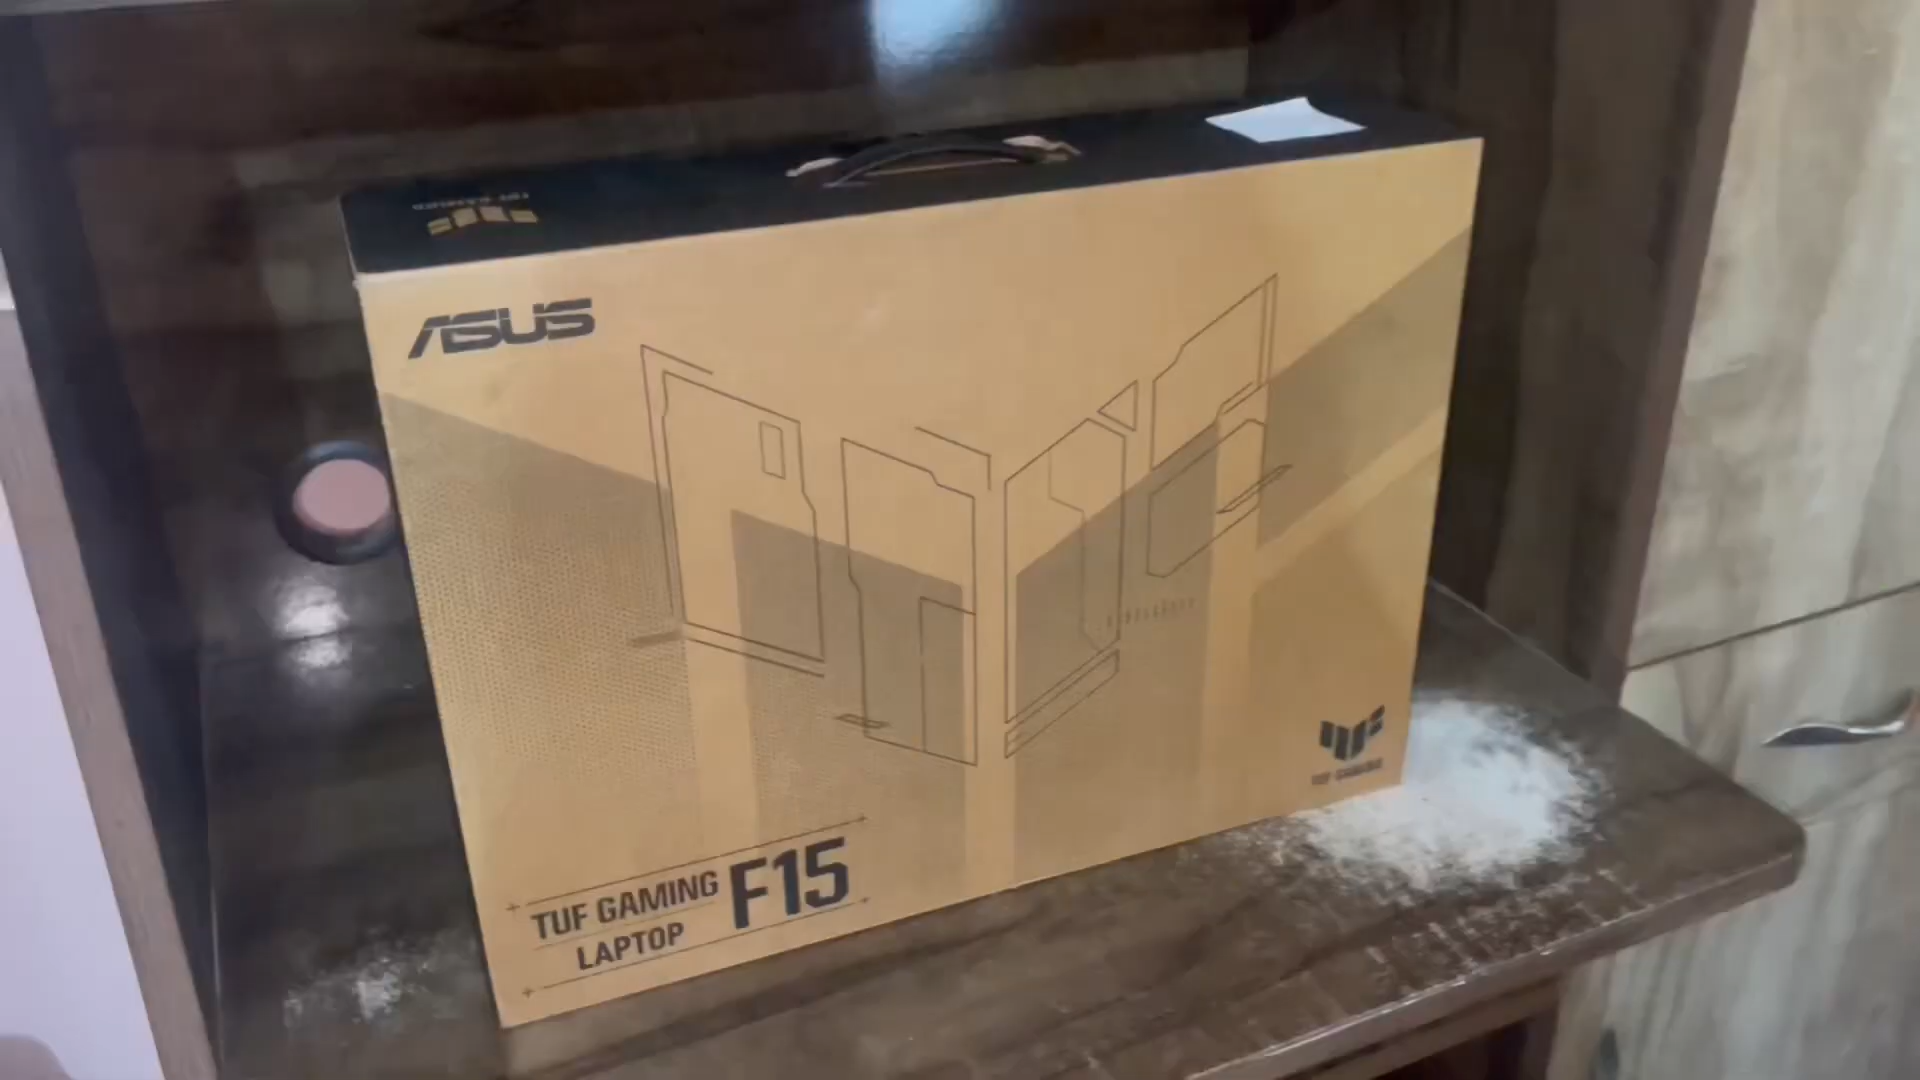 ASUS
TUF GAMING
LAPTOP
F15
TUF GAMING